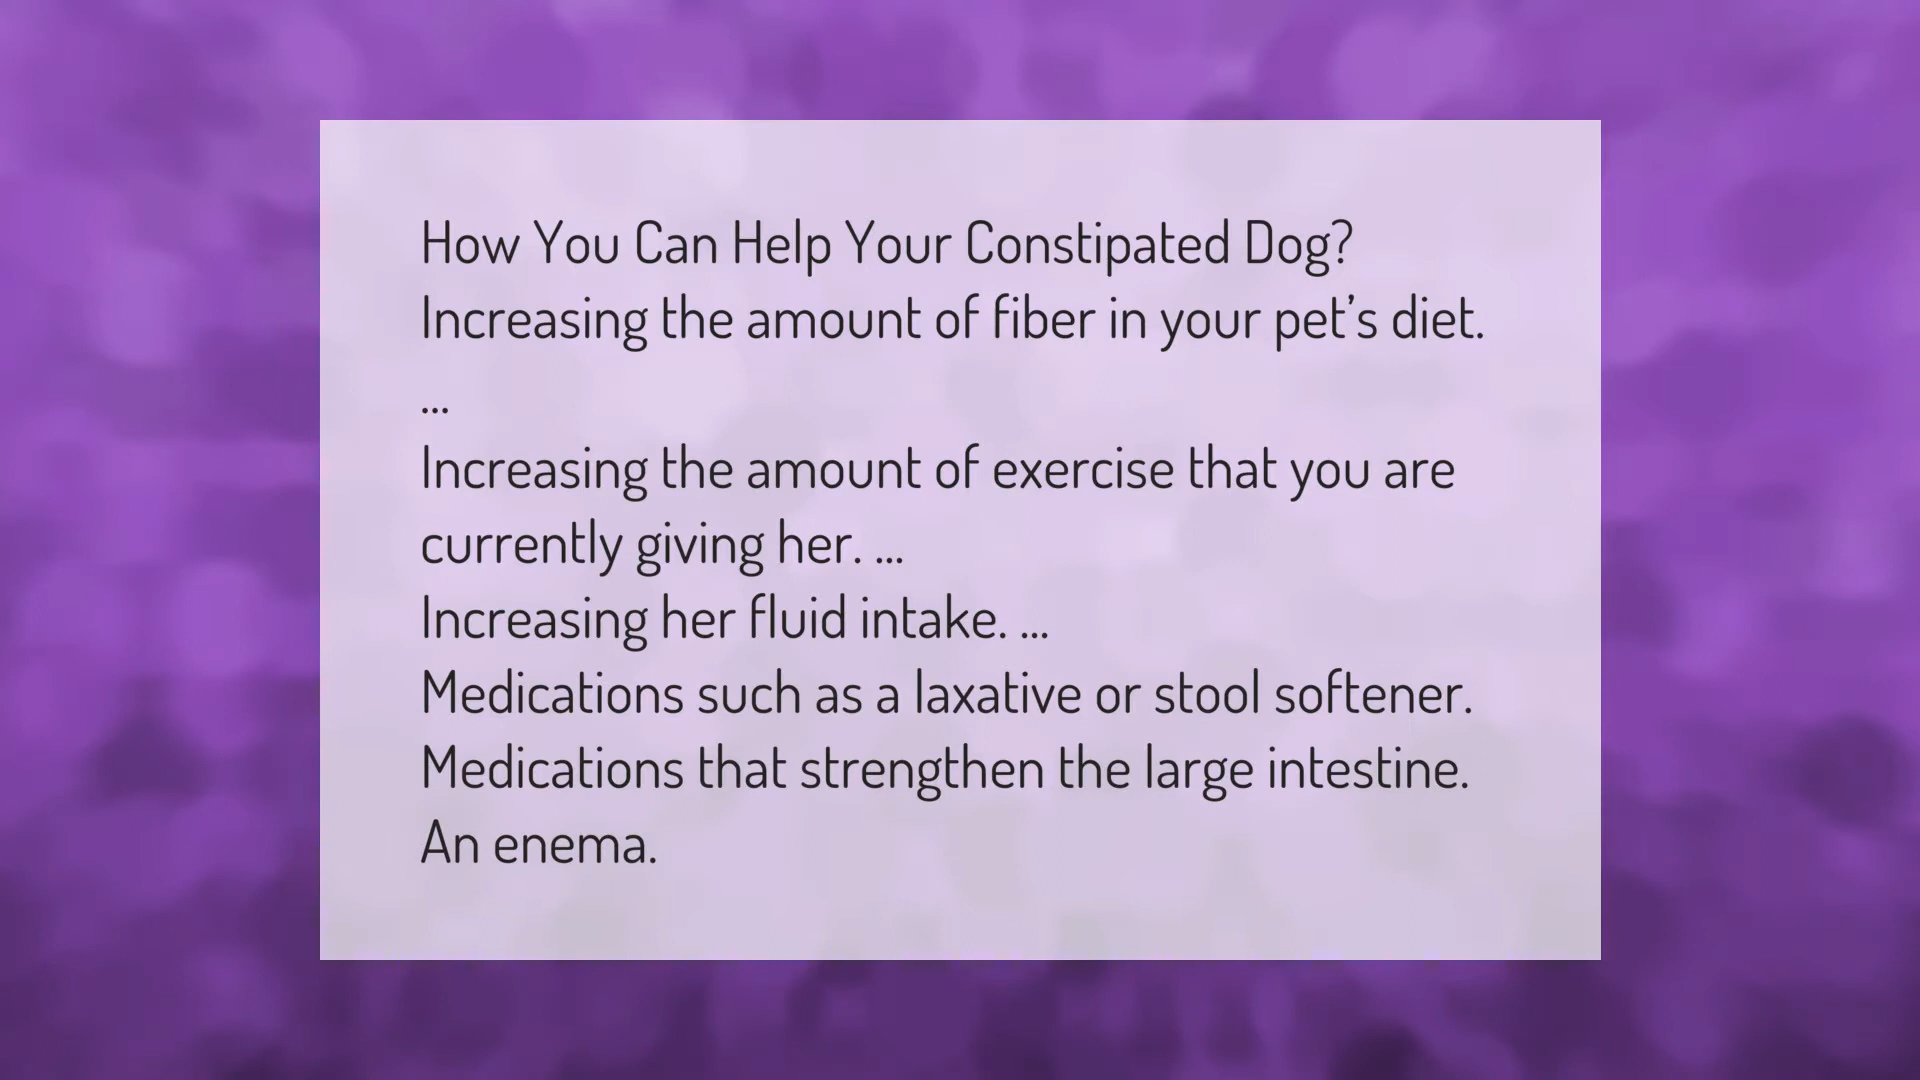 How You Can Help Your Constipated Dog?
Increasing the amount of fiber in your pet’s diet.
...
Increasing the amount of exercise that you are
currently giving her. ...
Increasing her fluid intake. ...
Medications such as a laxative or stool softener.
Medications that strengthen the large intestine.
An enema.